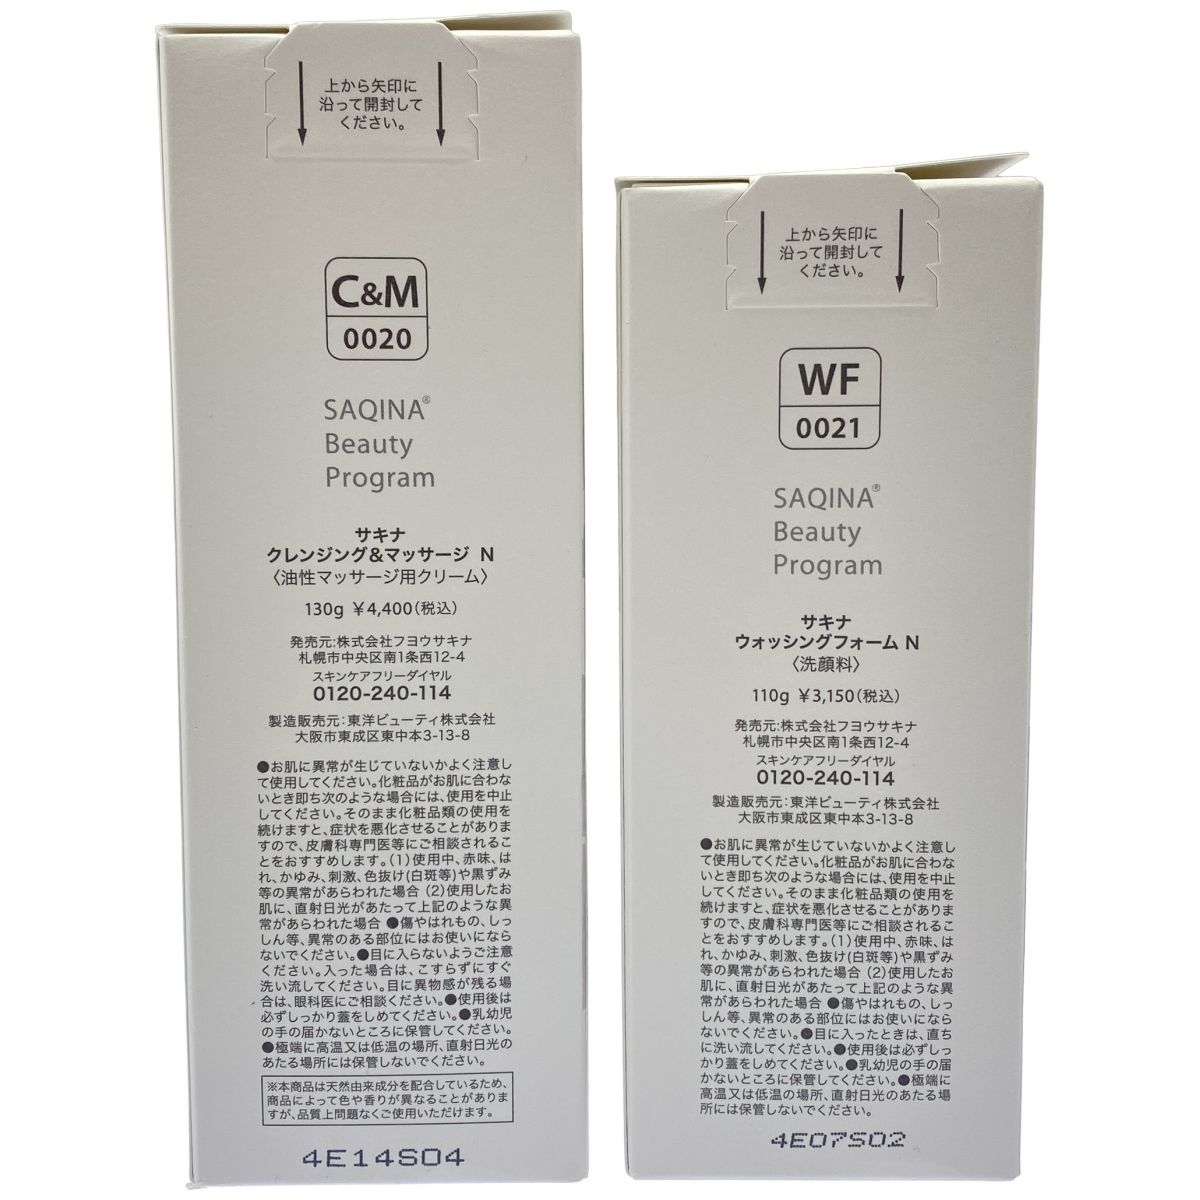 上から矢印に
沿って開封して
ください。
C&M
0020
SAQINA®
Beauty
Program
サキナ
クレンジング&マッサージ N
〈油性マッサージ用クリーム〉
130g ¥4,400(税込)
発売元:株式会社フヨウサキナ
札幌市中央区南1条西12-4
スキンケアフリーダイヤル
0120-240-114
製造販売元:東洋ビューティ株式会社
大阪市東成区東中本3-13-8
●お肌に異常が生じていないかよく注意し
て使用してください。化粧品がお肌に合わな
いとき即ち次のような場合には、使用を中止
してください。そのまま化粧品類の使用を
続けますと、症状を悪化させることがありま
すので、皮膚科専門医等にご相談されるこ
とをおすすめします。(1)使用中、赤味、は
れ、かゆみ、刺激、色抜け(白斑等)や黒ずみ
等の異常があらわれた場合 (2)使用したお
肌に、直射日光があたって上記のような異
常があらわれた場合 ●傷やはれもの、しっ
しん等、異常のある部位にはお使いになら
ないでください。●目に入らないようご注意
ください。入った場合は、こすらずにすぐ
洗い流してください。目に異物感が残る場
合は、眼科医にご相談ください。●使用後は
必ずしっかり蓋をしめてください。●乳幼児
の手の届かないところに保管してください。
●極端に高温又は低温の場所、直射日光の
あたる場所には保管しないでください。
※本商品は天然由来成分を配合しているため、
商品によって色や香りが異なることがありま
すが、品質上問題なくご使用いただけます。
4E14S04
上から矢印に
沿って開封して
ください。
WF
0021
SAQINA®
Beauty
Program
サキナ
ウォッシングフォーム N
〈洗顔料〉
110g ¥3,150(税込)
発売元:株式会社フヨウサキナ
札幌市中央区南1条西12-4
スキンケアフリーダイヤル
0120-240-114
製造販売元:東洋ビューティ株式会社
大阪市東成区東中本3-13-8
●お肌に異常が生じていないかよく注意し
て使用してください。化粧品がお肌に合わな
いとき即ち次のような場合には、使用を中止
してください。そのまま化粧品類の使用を
続けますと、症状を悪化させることがありま
すので、皮膚科専門医等にご相談されるこ
とをおすすめします。(1)使用中、赤味、は
れ、かゆみ、刺激、色抜け(白斑等)や黒ずみ
等の異常があらわれた場合 (2)使用したお
肌に、直射日光があたって上記のような異
常があらわれた場合 ●傷やはれもの、しっ
しん等、異常のある部位にはお使いになら
ないでください。●目に入ったときは、直ち
に洗い流してください。●使用後は必ずしっ
かり蓋をしめてください。●乳幼児の手の届
かないところに保管してください。●極端に
高温又は低温の場所、直射日光のあたる場
所には保管しないでください。
4E07S02